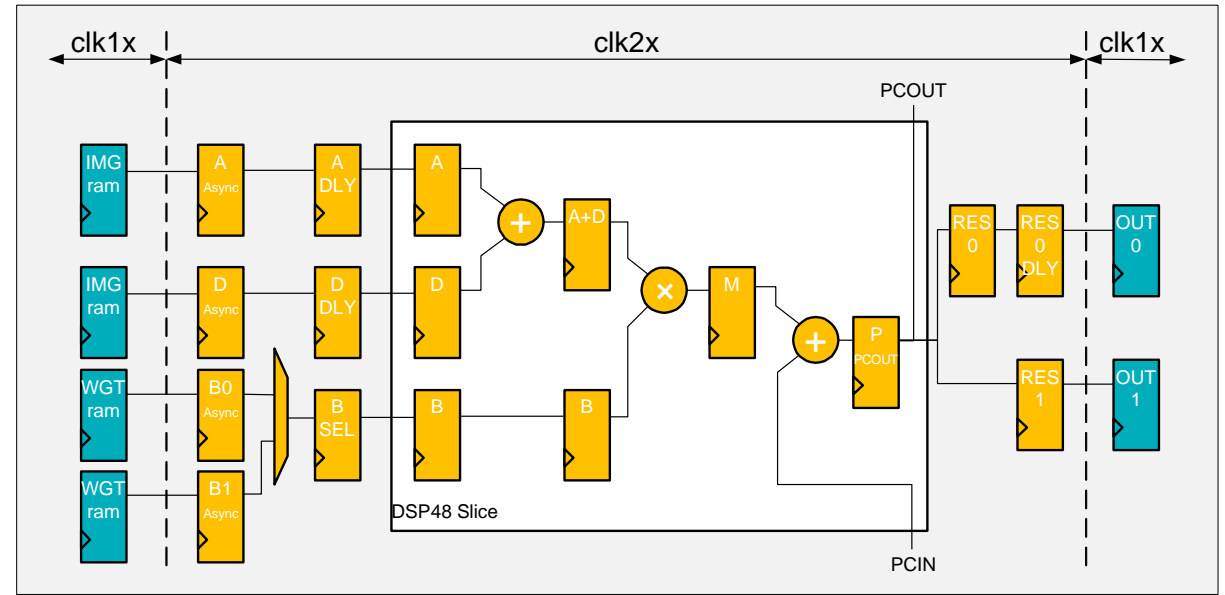 clk1x
clk2x
clk1x
PCOUT
IMG
ram
A
Async
A
DLY
A
A+D
RES
0
RES
0
DLY
OUT
0
IMG
ram
D
Async
D
DLY
D
M
P
PCOUT
WGT
ram
B0
Async
B
SEL
B
B
RES
1
OUT
1
WGT
ram
B1
Async
DSP48 Slice
PCIN